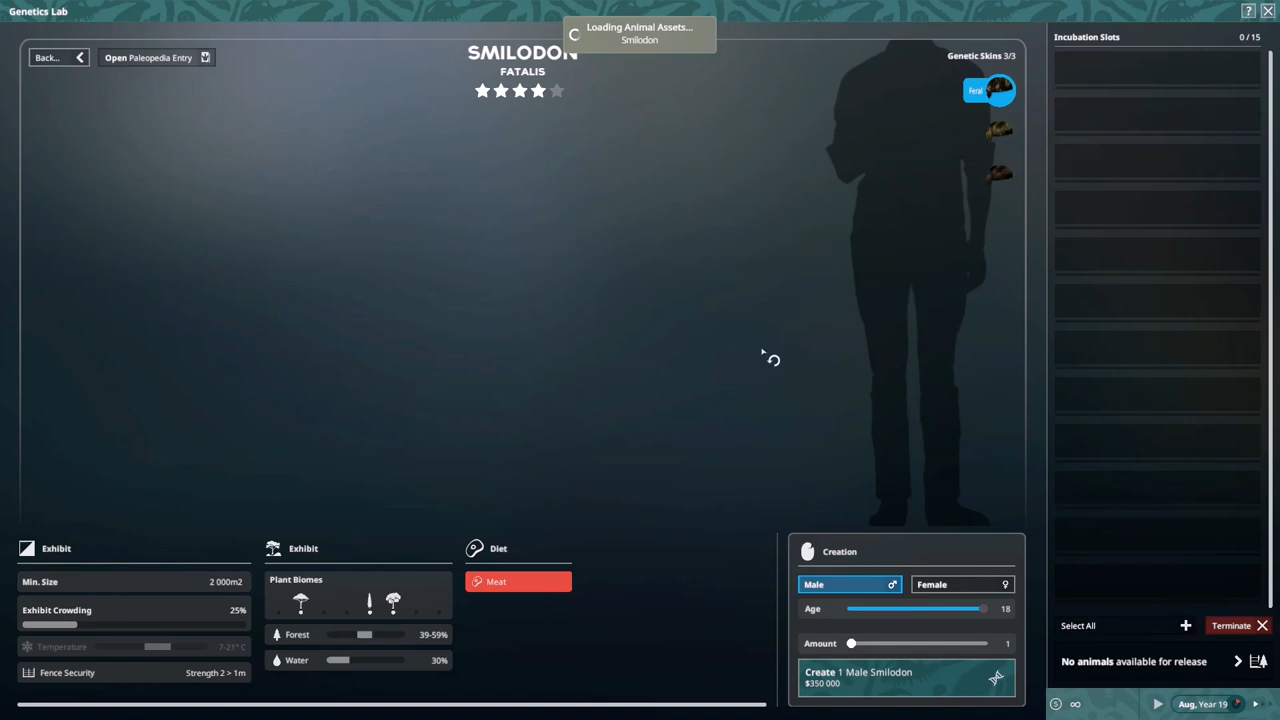 Genetics Lab
?
Loading Animal Assets...
Smilodon
Back...
Open Paleopedia Entry
SMILODON
FATALIS
Genetic Skins 3/3
Feral
Incubation Slots 0 / 15
Exhibit
Min. Size 2 000m2
Exhibit Crowding 25%
Temperature 7-21° C
Fence Security Strength 2 > 1m
Exhibit
Plant Biomes
Forest 39-59%
Water 30%
Diet
Meat
Creation
Male
Female
Age 18
Amount 1
Create 1 Male Smilodon
$350 000
Select All
Terminate
No animals available for release
S
Aug, Year 19